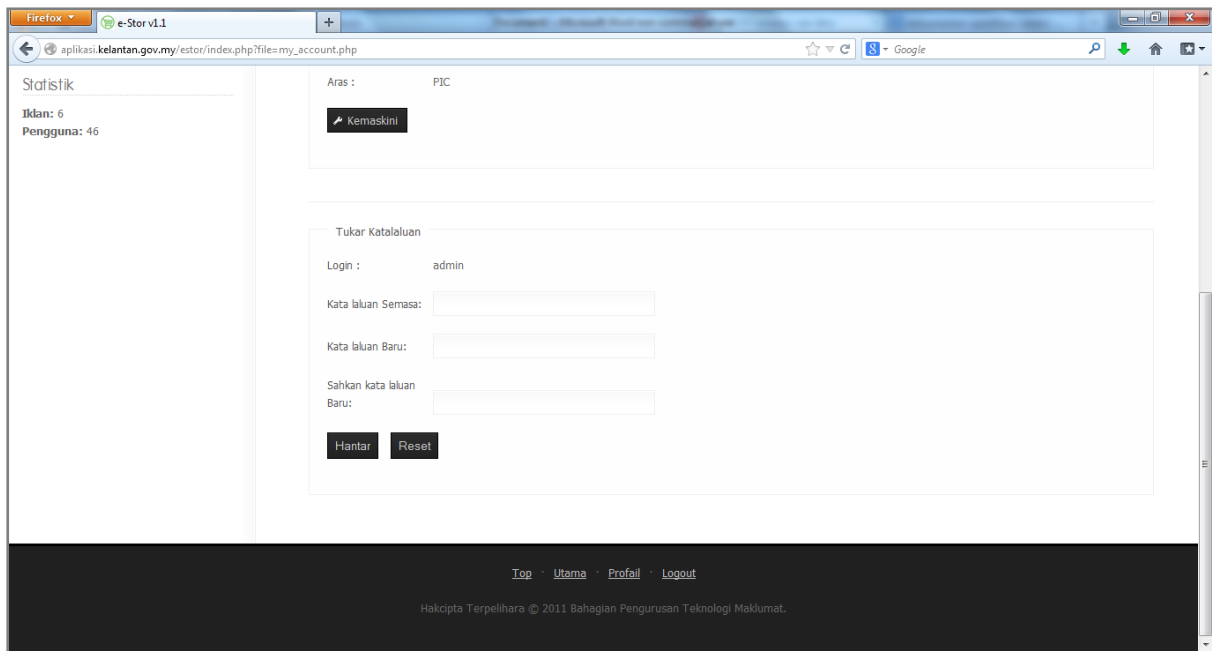 Firefox
e-Stor v1.1
aplikasi.kelantan.gov.my/estor/index.php?file=my_account.php
Google
Statistik
Iklan: 6
Pengguna: 46
Aras :
PIC
Kemaskini
Tukar Katalaluan
Login :
admin
Kata laluan Semasa:
Kata laluan Baru:
Sahkan kata laluan
Baru:
Hantar
Reset
Top · Utama · Profail · Logout
Hakcipta Terpelihara © 2011 Bahagian Pengurusan Teknologi Maklumat.